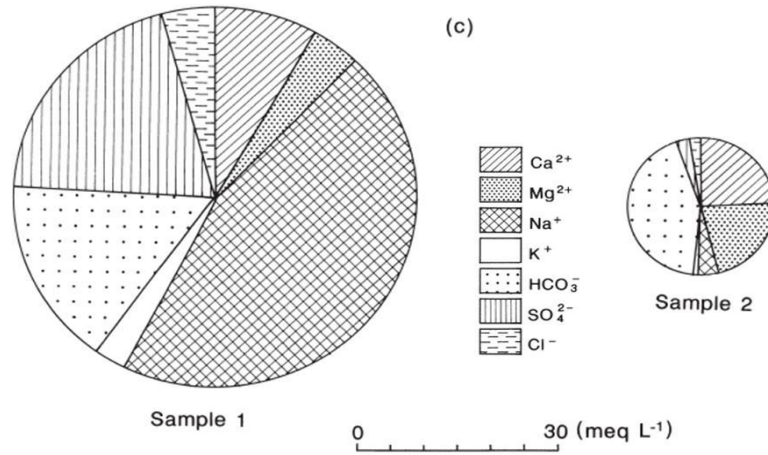 (c)
Ca²⁺
Mg²⁺
Na⁺
K⁺
HCO₃⁻
SO₄²⁻
Cl⁻
Sample 1
Sample 2
0 30 (meq L⁻¹)